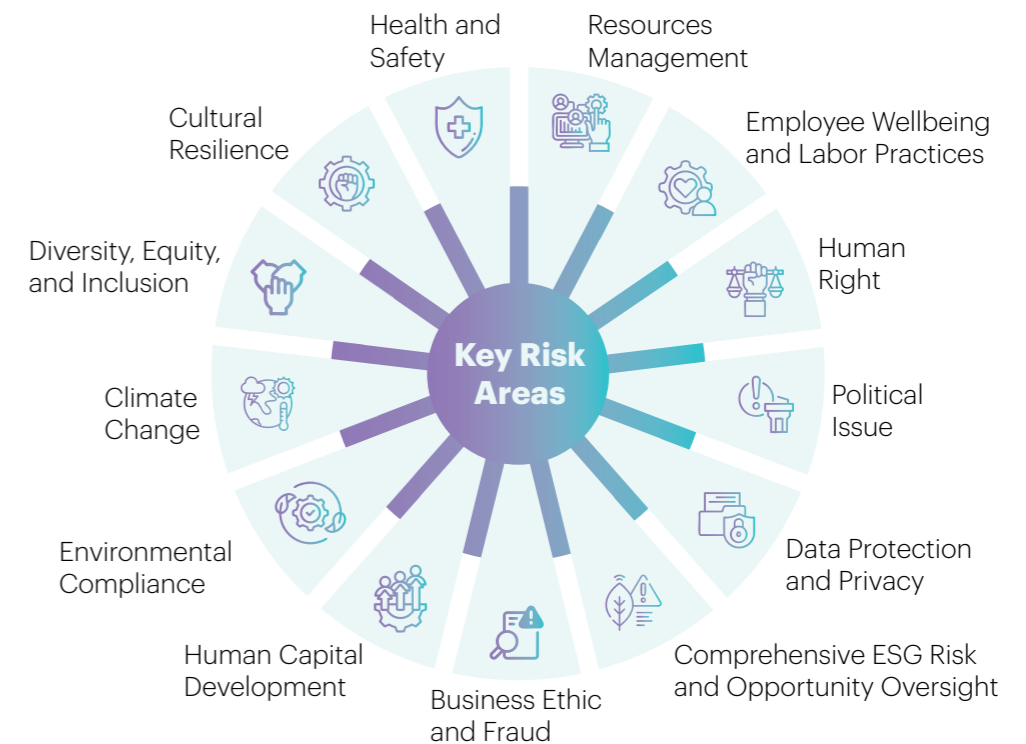 Health and
Safety
Resources
Management
Employee Wellbeing
and Labor Practices
Human
Right
Political
Issue
Data Protection
and Privacy
Comprehensive ESG Risk
and Opportunity Oversight
Business Ethic
and Fraud
Human Capital
Development
Environmental
Compliance
Climate
Change
Diversity, Equity,
and Inclusion
Cultural
Resilience
Key Risk
Areas